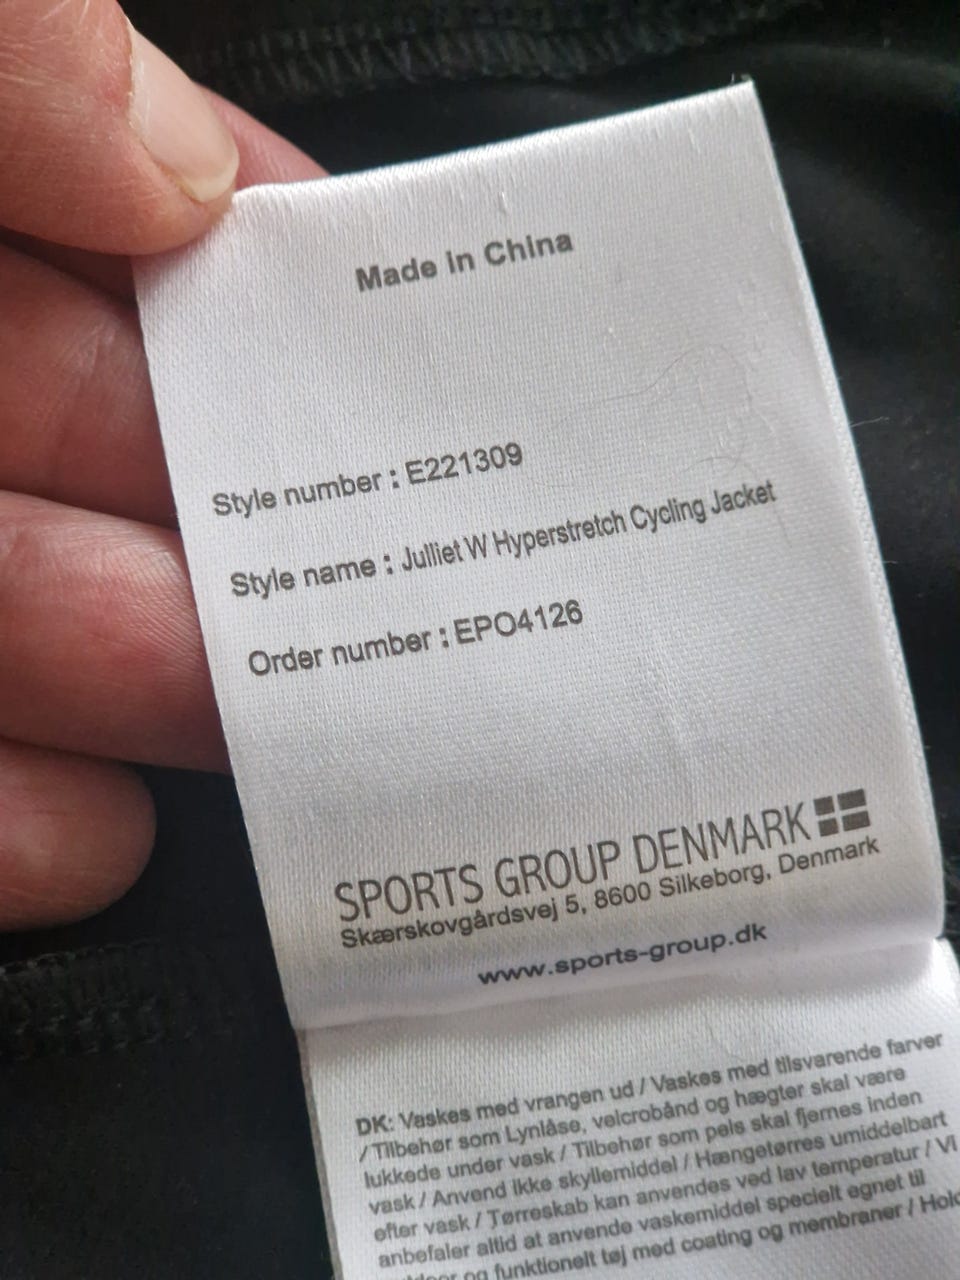 Made in China
Style number : E221309
Style name : Julliet W Hyperstretch Cycling Jacket
Order number : EPO4126
SPORTS GROUP DENMARK
Skærskovgårdsvej 5, 8600 Silkeborg, Denmark
www.sports-group.dk
DK: Vaskes med vrangen ud / Vaskes med tilsvarende farver
/ Tilbehør som Lynlåse, velcrobånd og hægter skal være
lukkede under vask / Tilbehør som pels skal fjernes inden
vask / Anvend ikke skyllemiddel / Hængetørres umiddelbart
efter vask / Tørreskab kan anvendes ved lav temperatur / Vi
anbefaler altid at anvende vaskemiddel specielt egnet til
og funktionelt tøj med coating og membraner / Hold